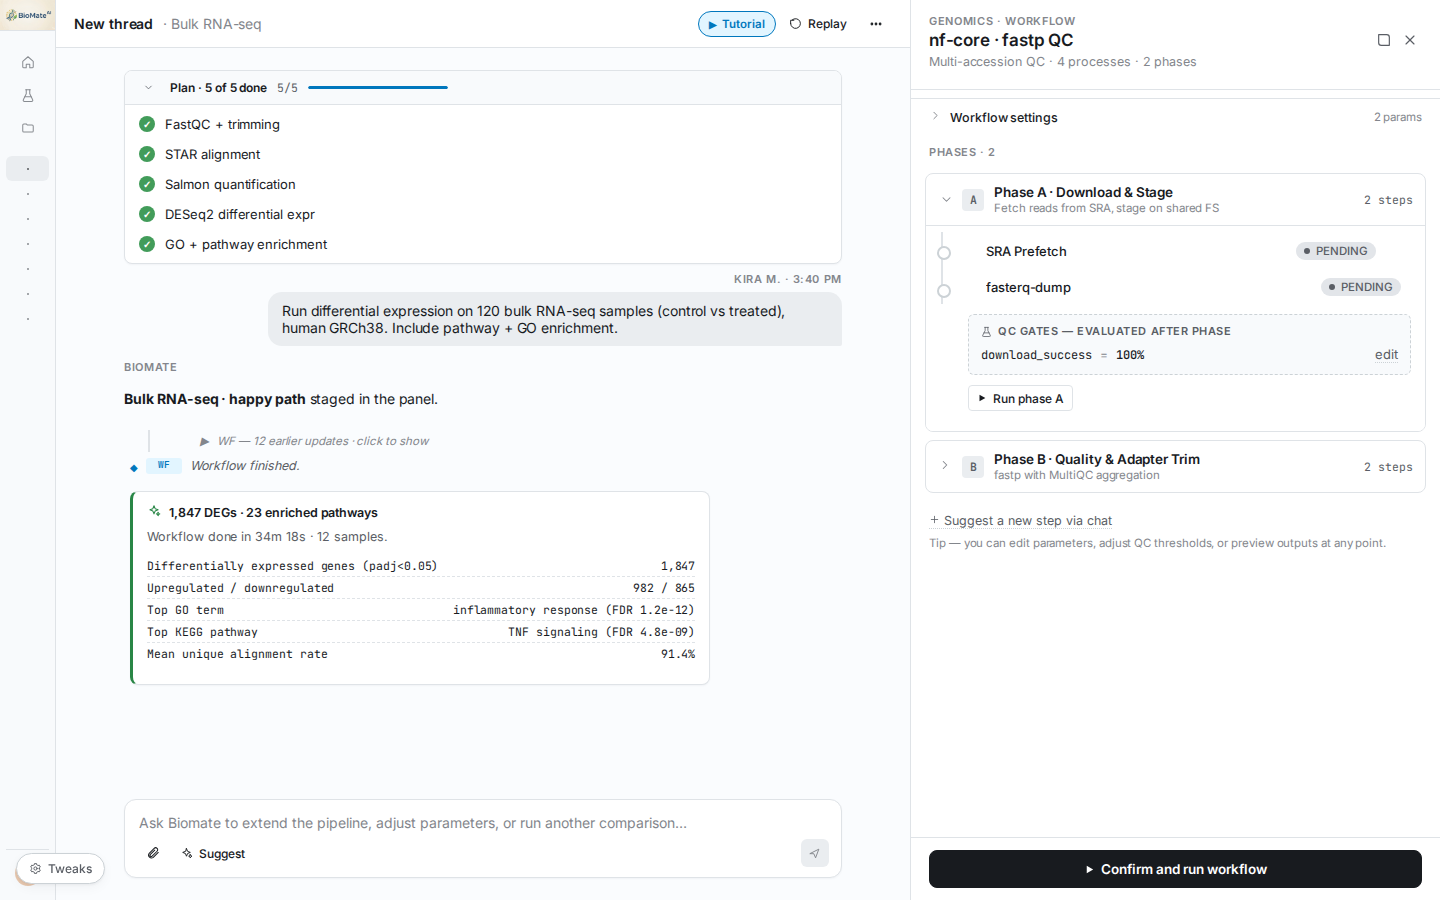 BioMate AI
New thread · Bulk RNA-seq
Tutorial
Replay
Plan · 5 of 5 done 5/5
FastQC + trimming
STAR alignment
Salmon quantification
DESeq2 differential expr
GO + pathway enrichment
KIRA M. · 3:40 PM
Run differential expression on 120 bulk RNA-seq samples (control vs treated),
human GRCh38. Include pathway + GO enrichment.
BIOMATE
Bulk RNA-seq · happy path staged in the panel.
WF — 12 earlier updates · click to show
WF Workflow finished.
1,847 DEGs · 23 enriched pathways
Workflow done in 34m 18s · 12 samples.
Differentially expressed genes (padj<0.05) 1,847
Upregulated / downregulated 982 / 865
Top GO term inflammatory response (FDR 1.2e-12)
Top KEGG pathway TNF signaling (FDR 4.8e-09)
Mean unique alignment rate 91.4%
Ask Biomate to extend the pipeline, adjust parameters, or run another comparison...
Suggest
Tweaks
GENOMICS · WORKFLOW
nf-core · fastp QC
Multi-accession QC · 4 processes · 2 phases
Workflow settings 2 params
PHASES · 2
A Phase A · Download & Stage 2 steps
Fetch reads from SRA, stage on shared FS
SRA Prefetch PENDING
fasterq-dump PENDING
QC GATES — EVALUATED AFTER PHASE
download_success = 100% edit
Run phase A
B Phase B · Quality & Adapter Trim 2 steps
fastp with MultiQC aggregation
+ Suggest a new step via chat
Tip — you can edit parameters, adjust QC thresholds, or preview outputs at any point.
Confirm and run workflow